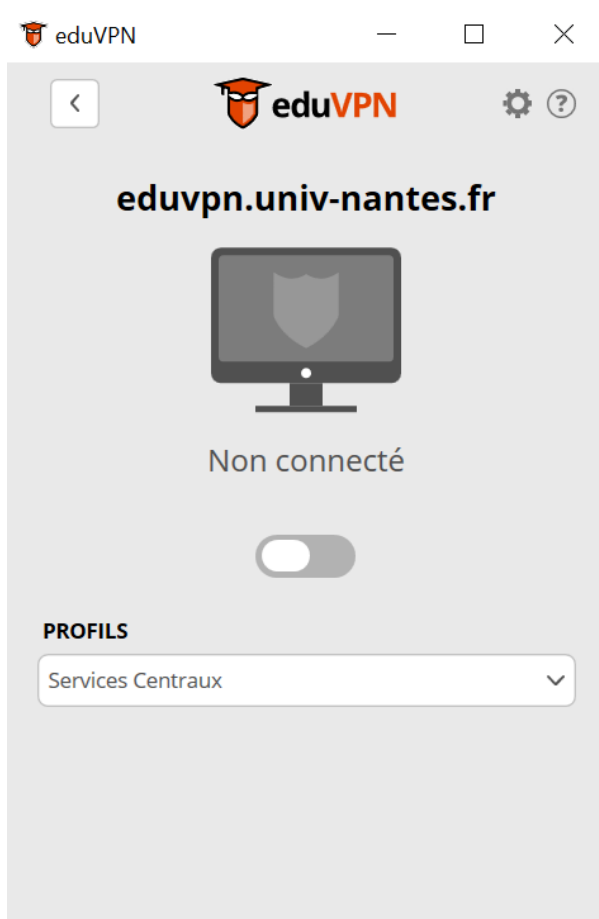 eduVPN
eduVPN
eduvpn.univ-nantes.fr
Non connecté
PROFILS
Services Centraux